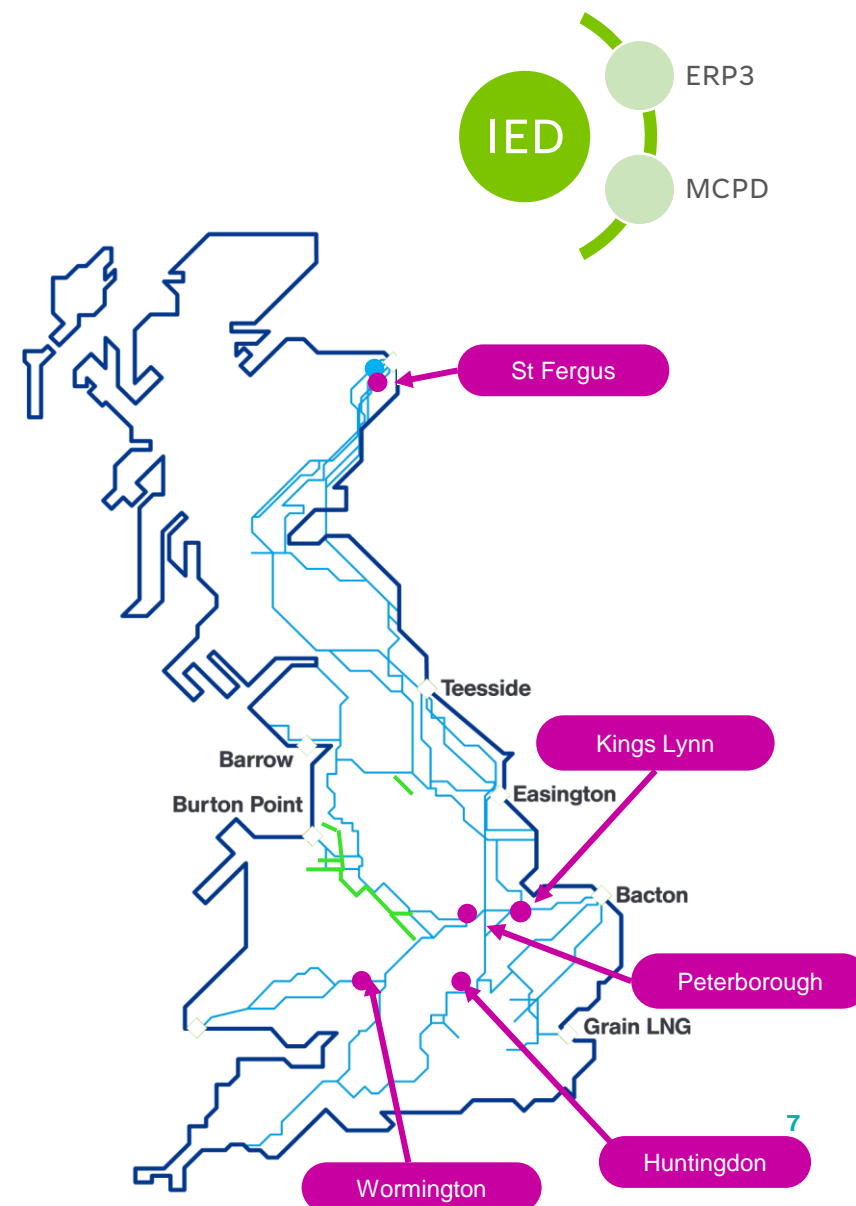 ERP3
IED
MCPD
St Fergus
Teesside
Kings Lynn
Barrow
Easington
Burton Point
Bacton
Peterborough
Grain LNG
7
Huntingdon
Wormington